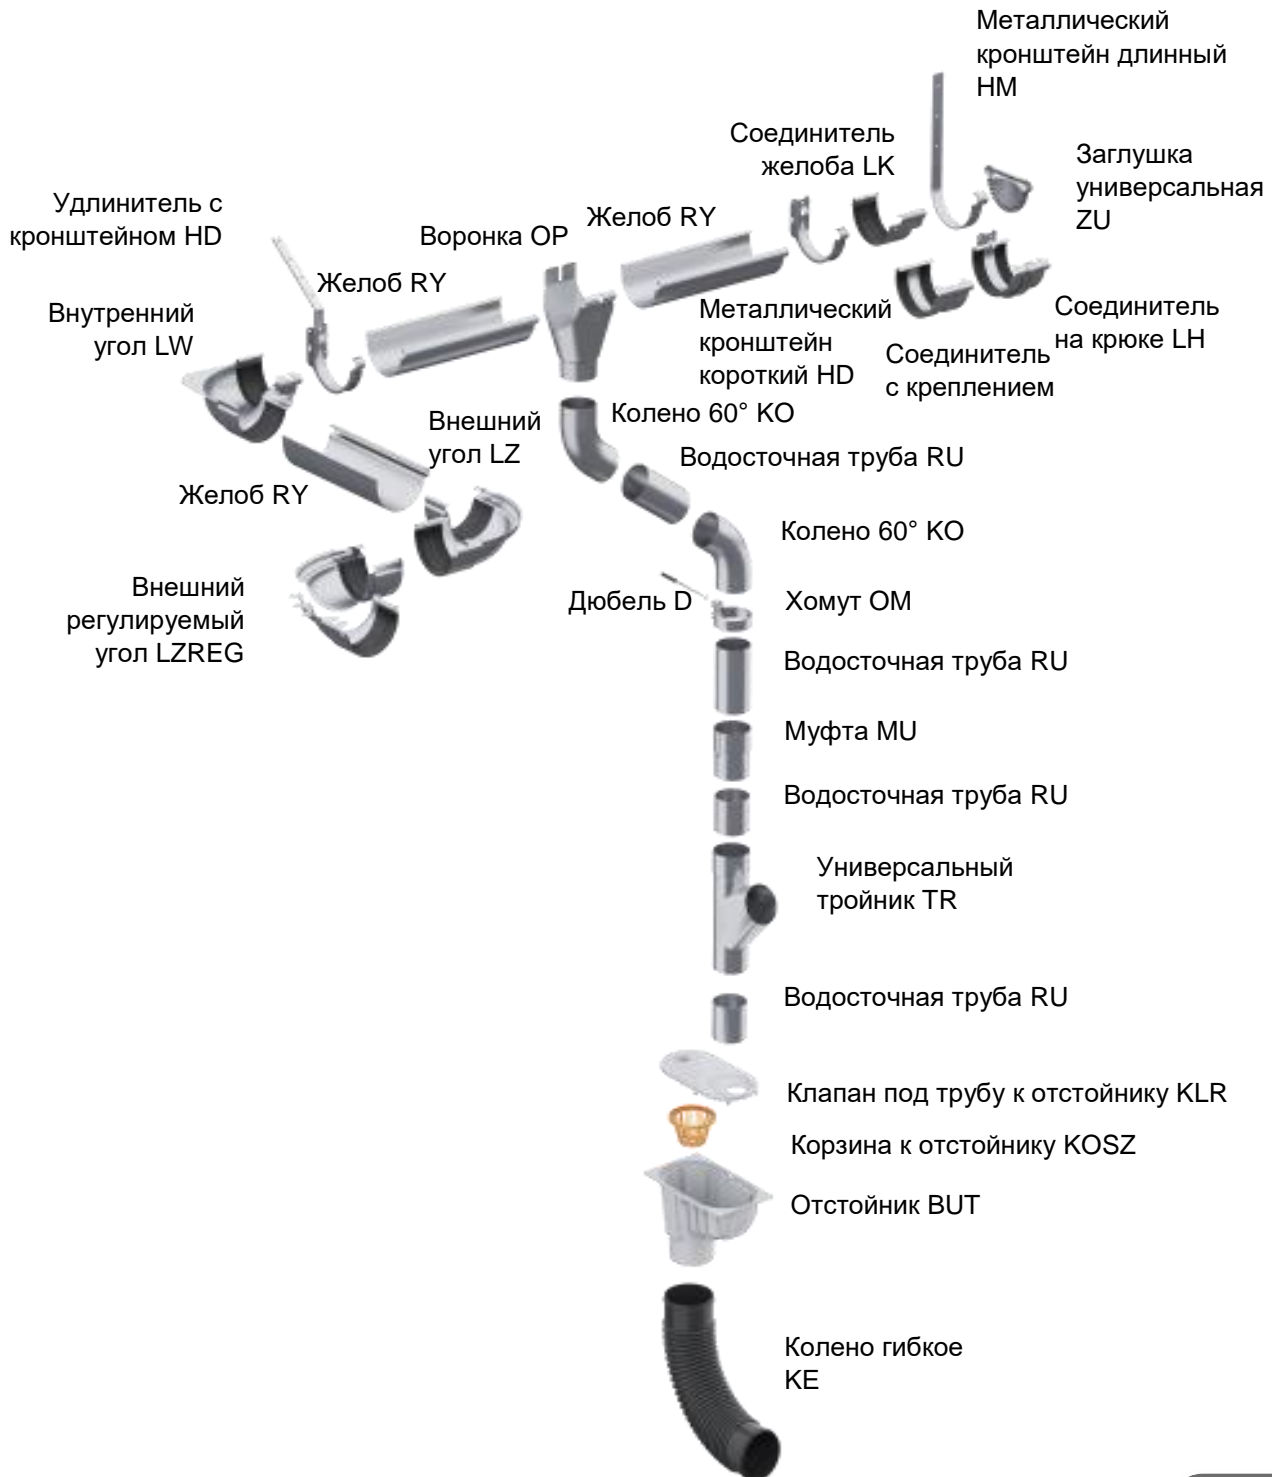 Металлический
кронштейн длинный
HM
Соединитель
желоба LK
Заглушка
универсальная
ZU
Удлинитель с
кронштейном HD
Воронка OP
Желоб RY
Желоб RY
Внутренний
угол LW
Металлический
кронштейн
короткий HD
Соединитель
с креплением
Соединитель
на крюке LH
Колено 60° KO
Внешний
угол LZ
Водосточная труба RU
Желоб RY
Колено 60° KO
Внешний
регулируемый
угол LZREG
Дюбель D
Хомут OM
Водосточная труба RU
Муфта MU
Водосточная труба RU
Универсальный
тройник TR
Водосточная труба RU
Клапан под трубу к отстойнику KLR
Корзина к отстойнику KOSZ
Отстойник BUT
Колено гибкое
KE